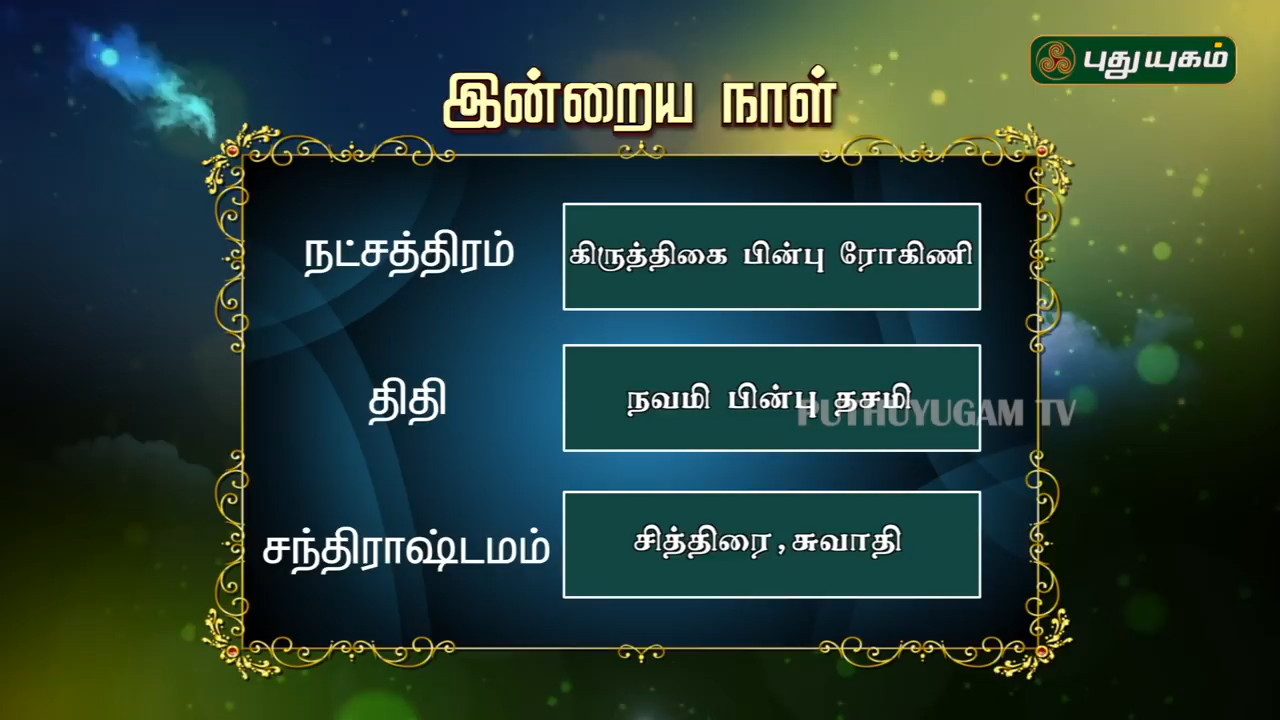 புதுயுகம்
இன்றைய நாள்
நட்சத்திரம் கிருத்திகை பின்பு ரோகிணி
திதி நவமி பின்பு தசமி
PUTHUYUGAM TV
சந்திராஷ்டமம் சித்திரை,சுவாதி